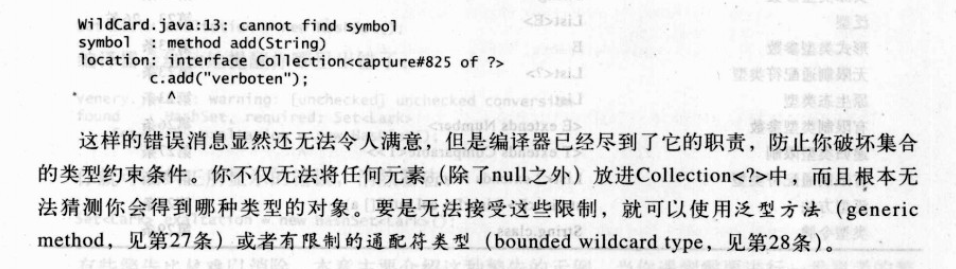 WildCard.java:13: cannot find symbol
symbol : method add(String)
location: interface Collection<capture#825 of ?>
c.add("verboten");
^
这样的错误消息显然还无法令人满意，但是编译器已经尽到了它的职责，防止你破坏集合
的类型约束条件。你不仅无法将任何元素（除了null之外）放进Collection<?>中，而且根本无
法猜测你会得到哪种类型的对象。要是无法接受这些限制，就可以使用泛型方法（generic
method，见第27条）或者有限制的通配符类型（bounded wildcard type，见第28条）。